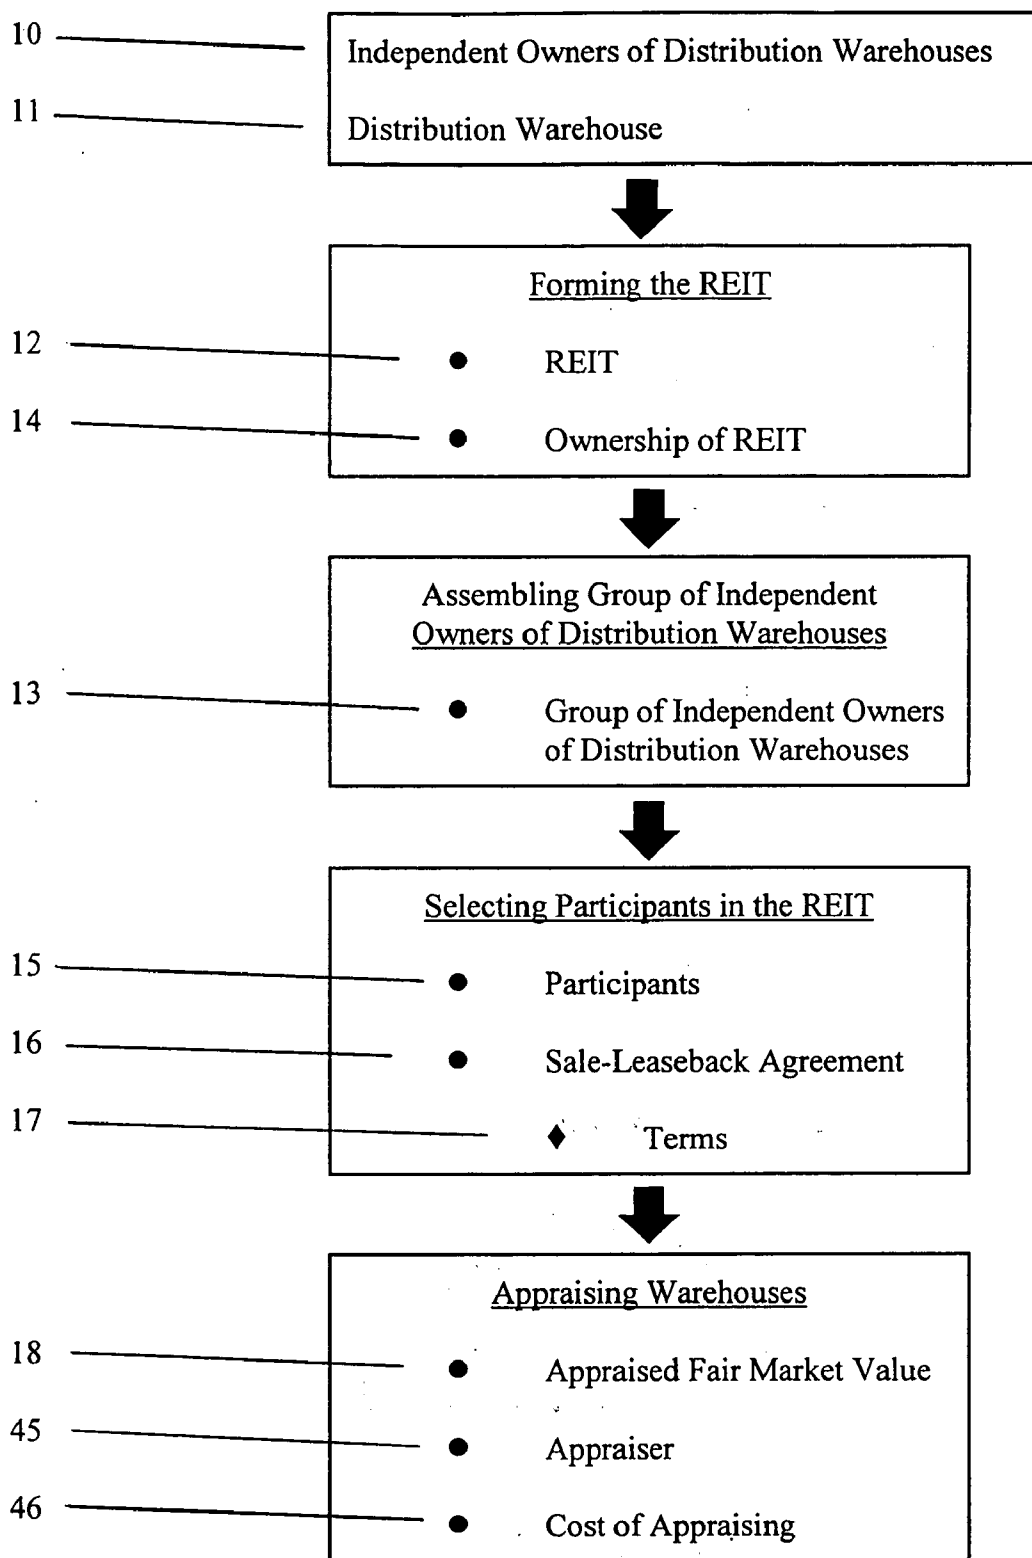 10 Independent Owners of Distribution Warehouses
11 Distribution Warehouse
Forming the REIT
12 ● REIT
14 ● Ownership of REIT
Assembling Group of Independent
Owners of Distribution Warehouses
13 ● Group of Independent Owners
of Distribution Warehouses
Selecting Participants in the REIT
15 ● Participants
16 ● Sale-Leaseback Agreement
17 ♦ Terms
Appraising Warehouses
18 ● Appraised Fair Market Value
45 ● Appraiser
46 ● Cost of Appraising